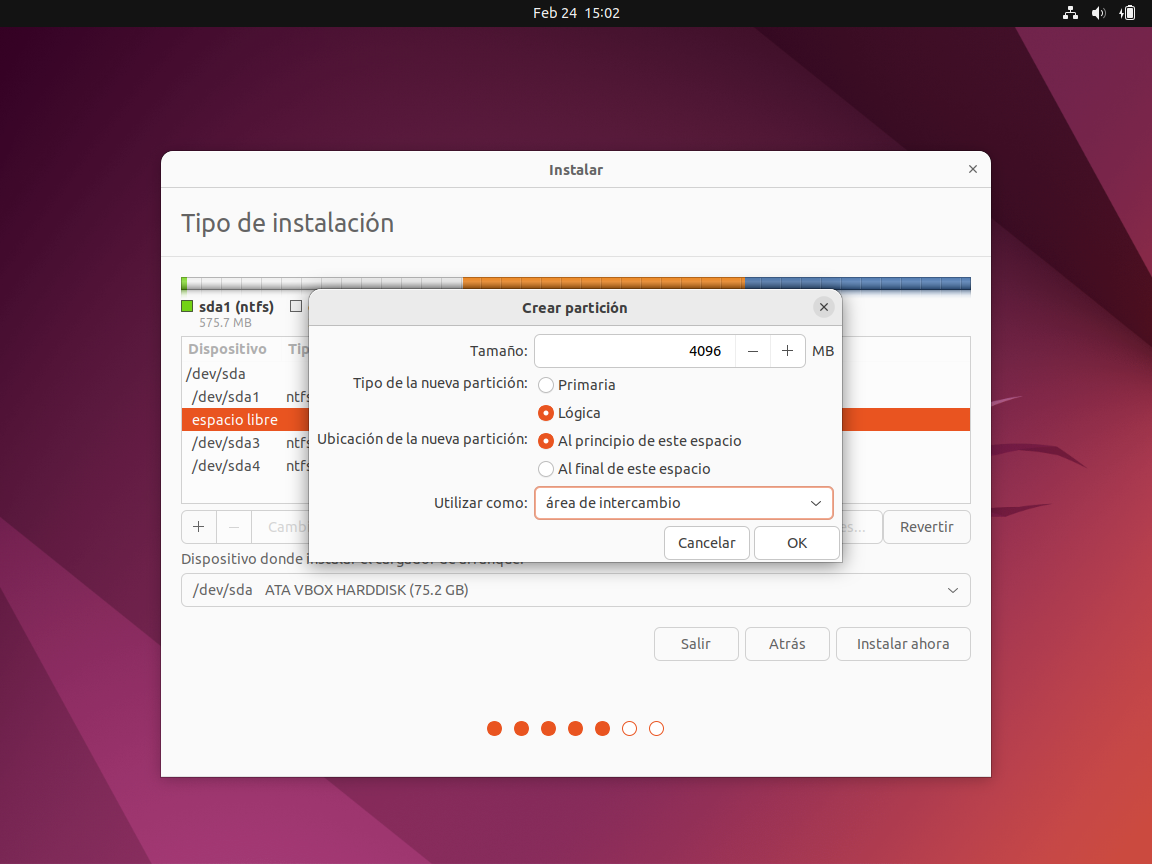 Feb 24 15:02
Instalar
Tipo de instalación
sda1 (ntfs)
575.7 MB
Crear partición
Tamaño: 4096 MB
Tipo de la nueva partición: Primaria
Lógica
Ubicación de la nueva partición: Al principio de este espacio
Al final de este espacio
Utilizar como: área de intercambio
Cancelar OK
Dispositivo Tip
/dev/sda
/dev/sda1 ntfs
espacio libre
/dev/sda3 ntfs
/dev/sda4 ntfs
+ − Camb es... Revertir
Dispositivo donde instalar el cargador de arranque:
/dev/sda ATA VBOX HARDDISK (75.2 GB)
Salir Atrás Instalar ahora